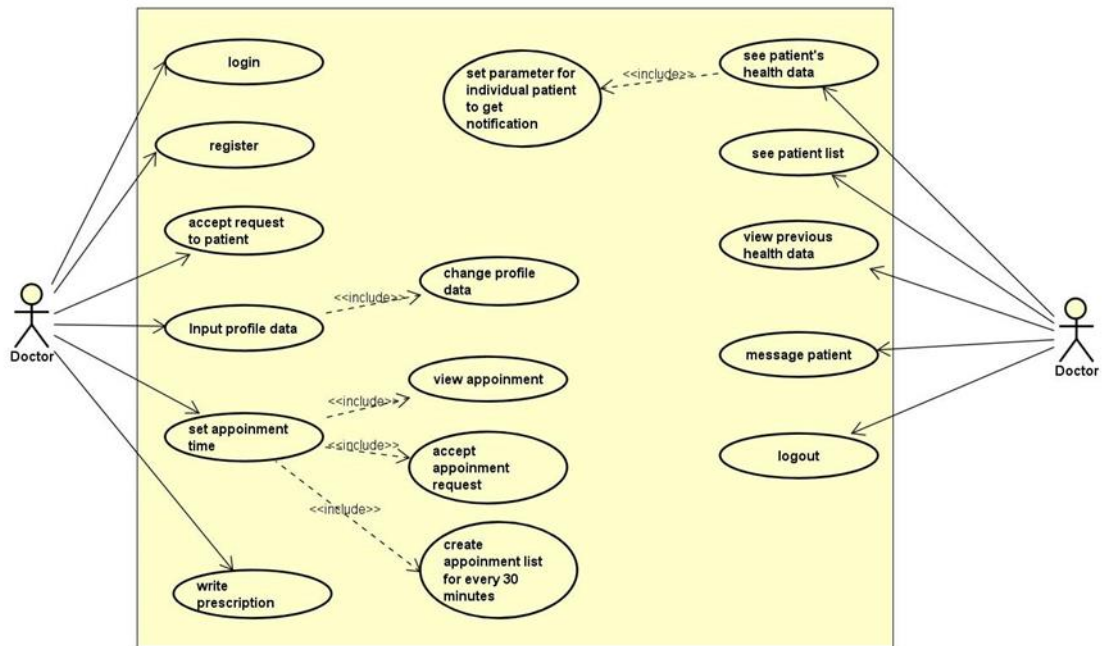 login
register
accept request
to patient
Input profile data
set appoinment
time
write
prescription
Doctor
set parameter for
individual patient
to get
notification
<<include>>
<<include>>
change profile
data
<<include>>
view appoinment
<<include>>
accept
appoinment
request
<<include>>
create
appoinment list
for every 30
minutes
see patient's
health data
see patient list
view previous
health data
message patient
logout
Doctor